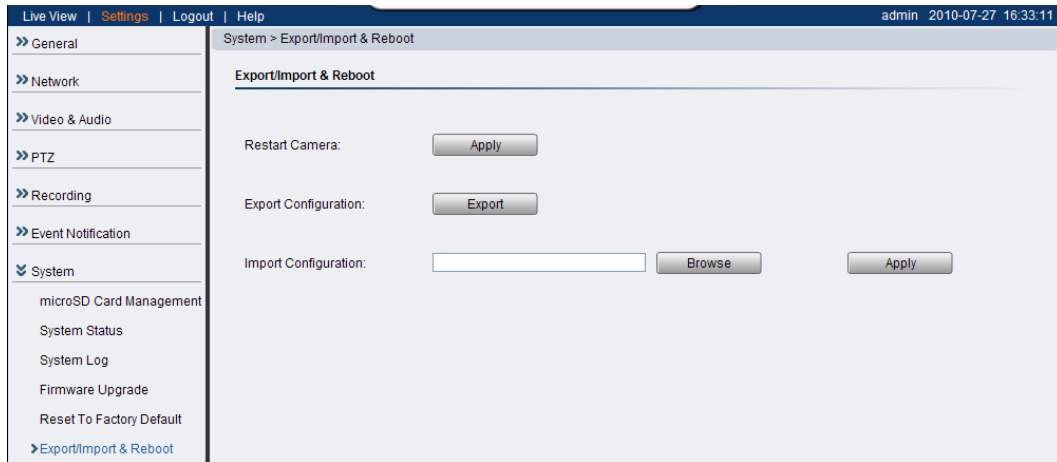 Live View | Settings | Logout | Help admin 2010-07-27 16:33:11
General
Network
Video & Audio
PTZ
Recording
Event Notification
System
microSD Card Management
System Status
System Log
Firmware Upgrade
Reset To Factory Default
Export/Import & Reboot
System > Export/Import & Reboot
Export/Import & Reboot
Restart Camera: Apply
Export Configuration: Export
Import Configuration: Browse Apply